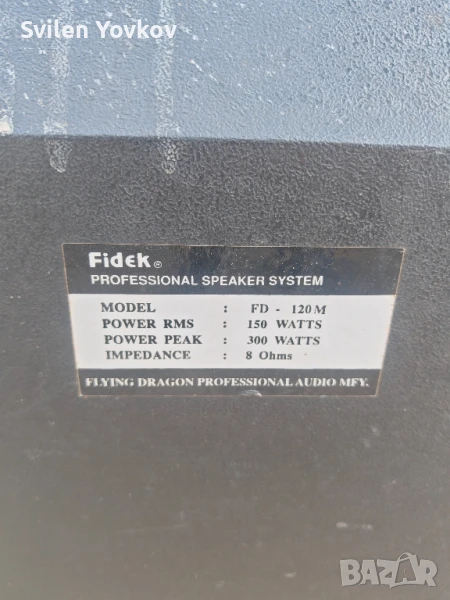 Svilen Yovkov
Fidek®
PROFESSIONAL SPEAKER SYSTEM
MODEL : FD - 120M
POWER RMS : 150 WATTS
POWER PEAK : 300 WATTS
IMPEDANCE : 8 Ohms
FLYING DRAGON PROFESSIONAL AUDIO MFY.
BAZAR